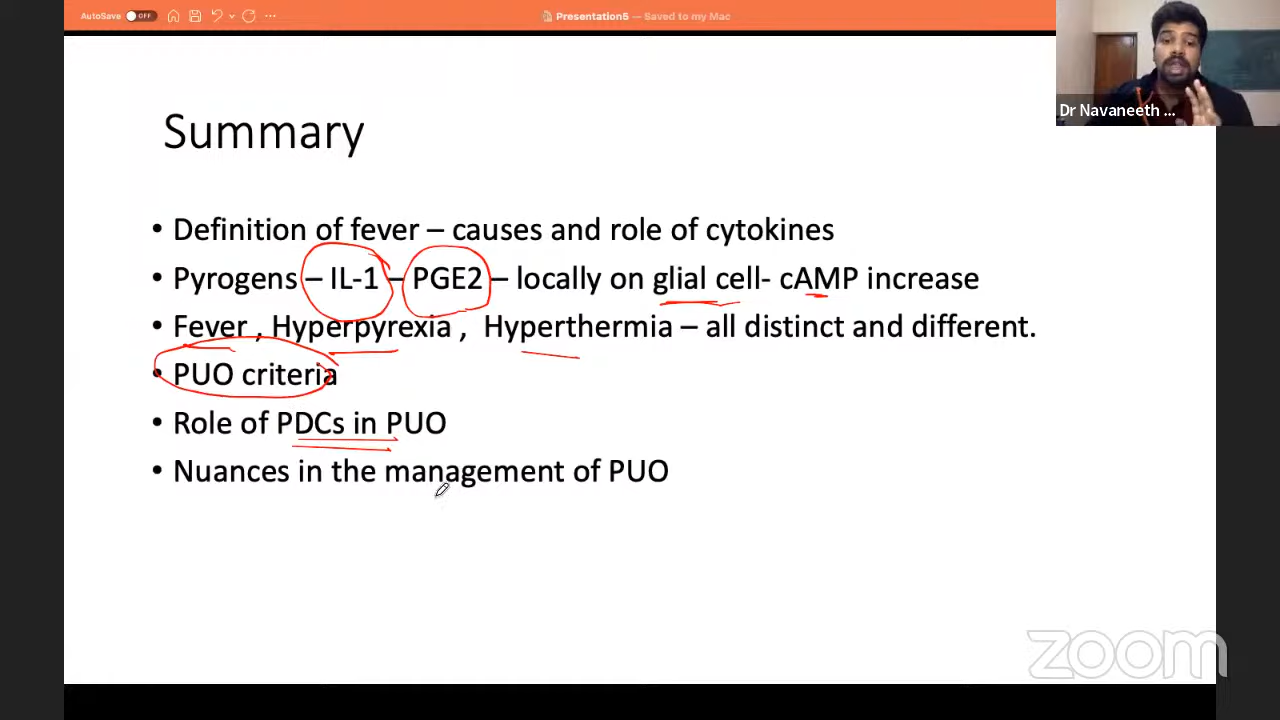 AutoSave OFF
Presentation5 — Saved to my Mac
Dr Navaneeth ...
Summary
• Definition of fever – causes and role of cytokines
• Pyrogens – IL-1 – PGE2 – locally on glial cell- cAMP increase
• Fever , Hyperpyrexia , Hyperthermia – all distinct and different.
• PUO criteria
• Role of PDCs in PUO
• Nuances in the management of PUO
zoom